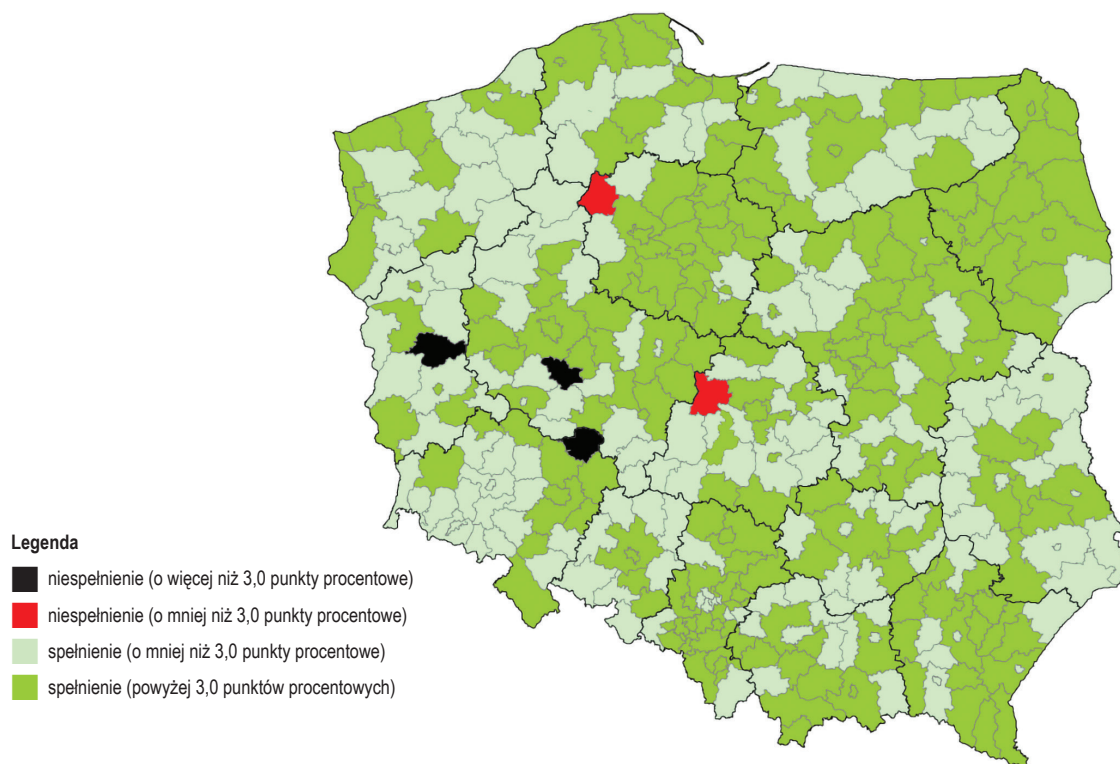 Legenda
niespełnienie (o więcej niż 3,0 punkty procentowe)
niespełnienie (o mniej niż 3,0 punkty procentowe)
spełnienie (o mniej niż 3,0 punkty procentowe)
spełnienie (powyżej 3,0 punktów procentowych)